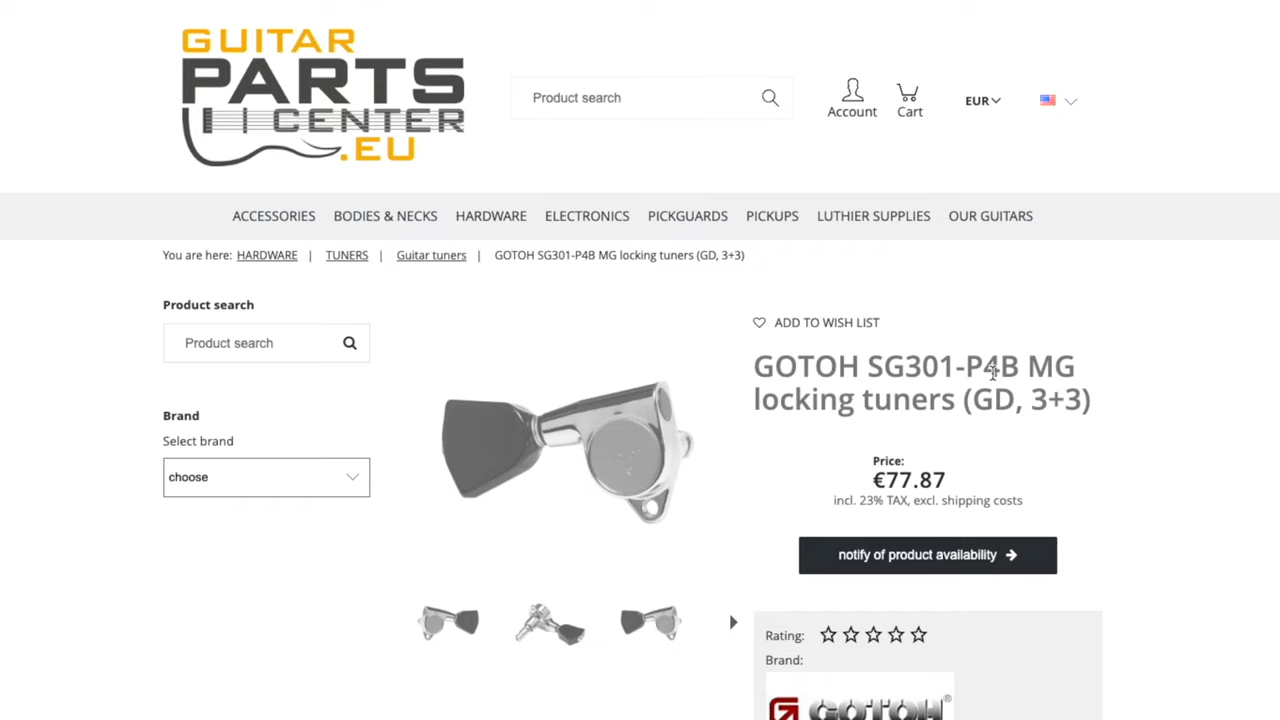 GUITAR
PARTS
CENTER
.EU
Product search
Account
Cart
EUR
ACCESSORIES
BODIES & NECKS
HARDWARE
ELECTRONICS
PICKGUARDS
PICKUPS
LUTHIER SUPPLIES
OUR GUITARS
You are here: HARDWARE | TUNERS | Guitar tuners | GOTOH SG301-P4B MG locking tuners (GD, 3+3)
Product search
Product search
Brand
Select brand
choose
ADD TO WISH LIST
GOTOH SG301-P4B MG
locking tuners (GD, 3+3)
Price:
€77.87
incl. 23% TAX, excl. shipping costs
notify of product availability
Rating:
Brand:
GOTOH®